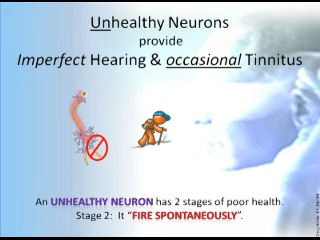 Unhealthy Neurons
provide
Imperfect Hearing & occasional Tinnitus
An UNHEALTHY NEURON has 2 stages of poor health.
Stage 2:  It “FIRE SPONTANEOUSLY”.